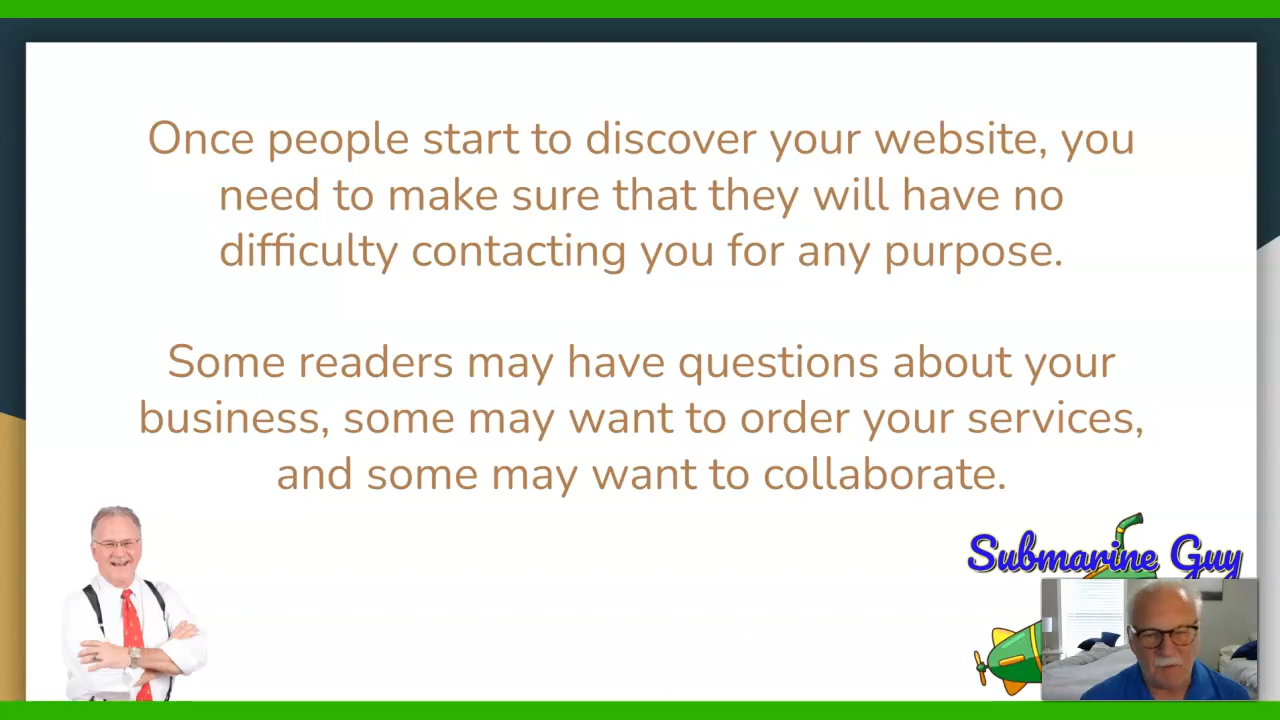 Once people start to discover your website, you
need to make sure that they will have no
difficulty contacting you for any purpose.
Some readers may have questions about your
business, some may want to order your services,
and some may want to collaborate.
Submarine Guy